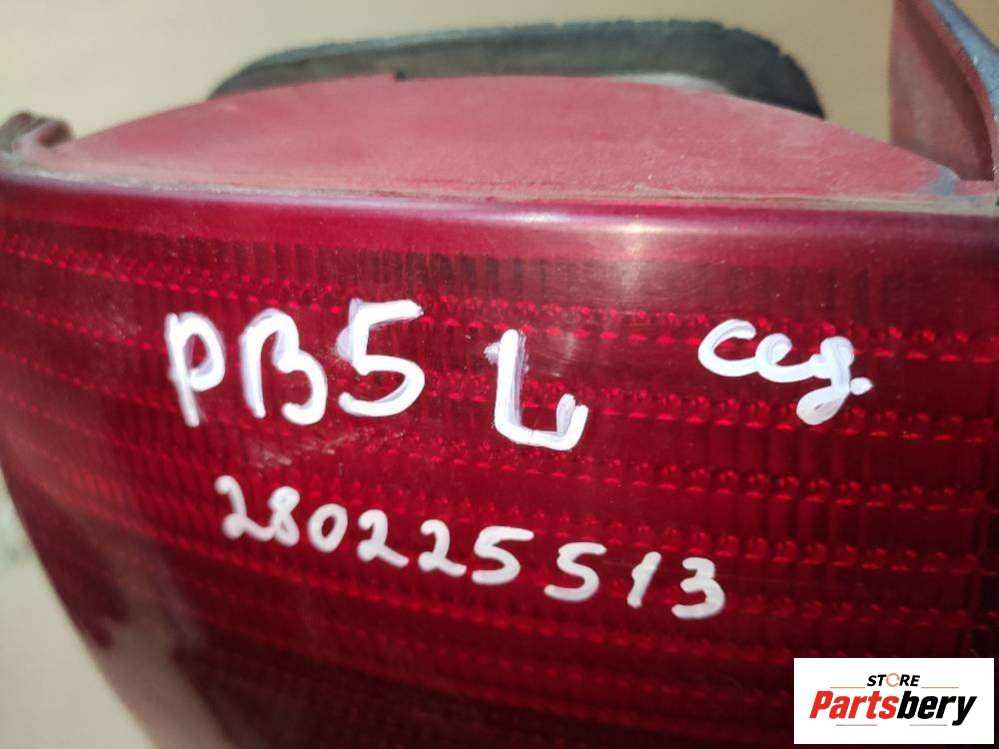 PB5 L сед.
280225513
STORE
Partsbery